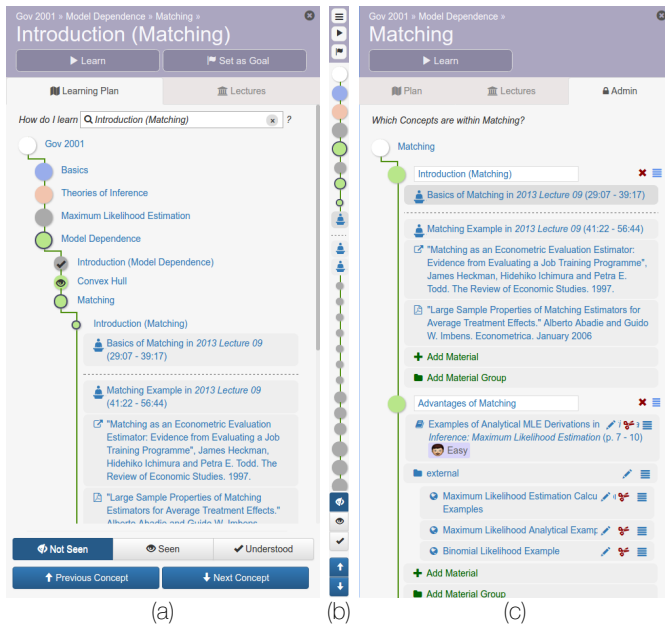 Gov 2001 » Model Dependence » Matching »
Introduction (Matching)
Learn
Set as Goal
Learning Plan
Lectures
How do I learn Introduction (Matching) ?
Gov 2001
Basics
Theories of Inference
Maximum Likelihood Estimation
Model Dependence
Introduction (Model Dependence)
Convex Hull
Matching
Introduction (Matching)
Basics of Matching in 2013 Lecture 09
(29:07 - 39:17)
Matching Example in 2013 Lecture 09
(41:22 - 56:44)
"Matching as an Econometric Evaluation
Estimator: Evidence from Evaluating a Job
Training Programme", James Heckman,
Hidehiko Ichimura and Petra E. Todd. The
Review of Economic Studies. 1997.
"Large Sample Properties of Matching
Estimators for Average Treatment Effects."
Alberto Abadie and Guido W. Imbens.
Not Seen
Seen
Understood
Previous Concept
Next Concept
(a)
(b)
Gov 2001 » Model Dependence »
Matching
Learn
Plan
Lectures
Admin
Which Concepts are within Matching?
Matching
Introduction (Matching)
Basics of Matching in 2013 Lecture 09 (29:07 - 39:17)
Matching Example in 2013 Lecture 09 (41:22 - 56:44)
"Matching as an Econometric Evaluation Estimator:
Evidence from Evaluating a Job Training Programme",
James Heckman, Hidehiko Ichimura and Petra E.
Todd. The Review of Economic Studies. 1997.
"Large Sample Properties of Matching Estimators for
Average Treatment Effects." Alberto Abadie and Guido
W. Imbens. Econometrica. January 2006
Add Material
Add Material Group
Advantages of Matching
Examples of Analytical MLE Derivations in
Inference: Maximum Likelihood Estimation (p. 7 - 10)
Easy
external
Maximum Likelihood Estimation Calcu
Examples
Maximum Likelihood Analytical Examp
Binomial Likelihood Example
Add Material
Add Material Group
(c)